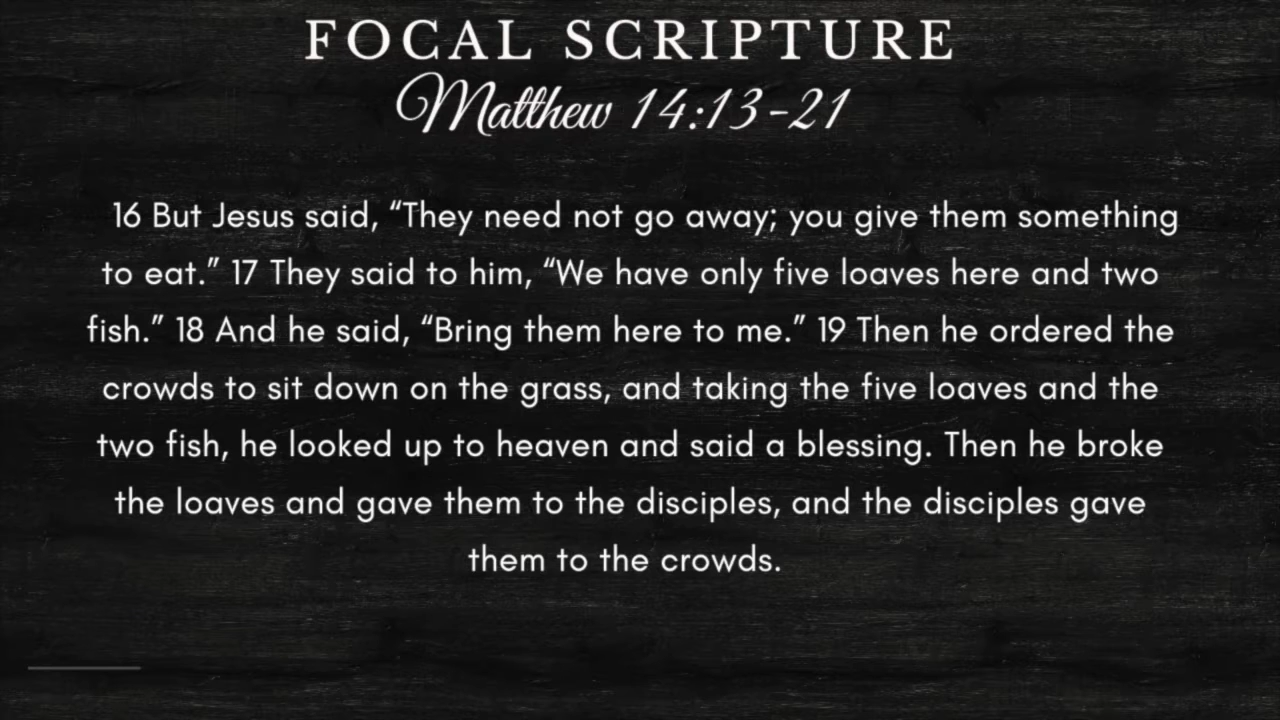 FOCAL SCRIPTURE
Matthew 14:13-21
16 But Jesus said, “They need not go away; you give them something
to eat.” 17 They said to him, “We have only five loaves here and two
fish.” 18 And he said, “Bring them here to me.” 19 Then he ordered the
crowds to sit down on the grass, and taking the five loaves and the
two fish, he looked up to heaven and said a blessing. Then he broke
the loaves and gave them to the disciples, and the disciples gave
them to the crowds.